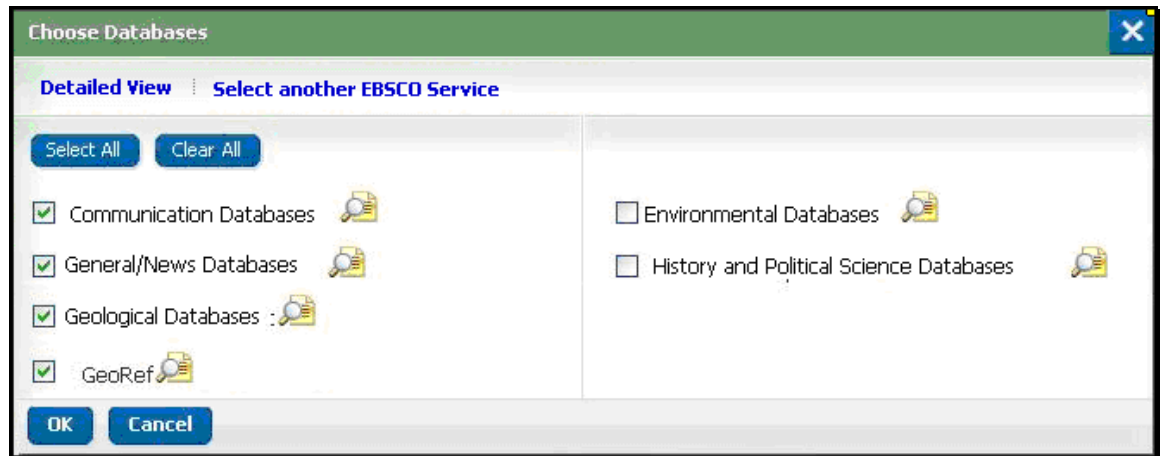 Choose Databases
Detailed View Select another EBSCO Service
Select All Clear All
Communication Databases
General/News Databases
Geological Databases :
GeoRef
Environmental Databases
History and Political Science Databases
OK Cancel